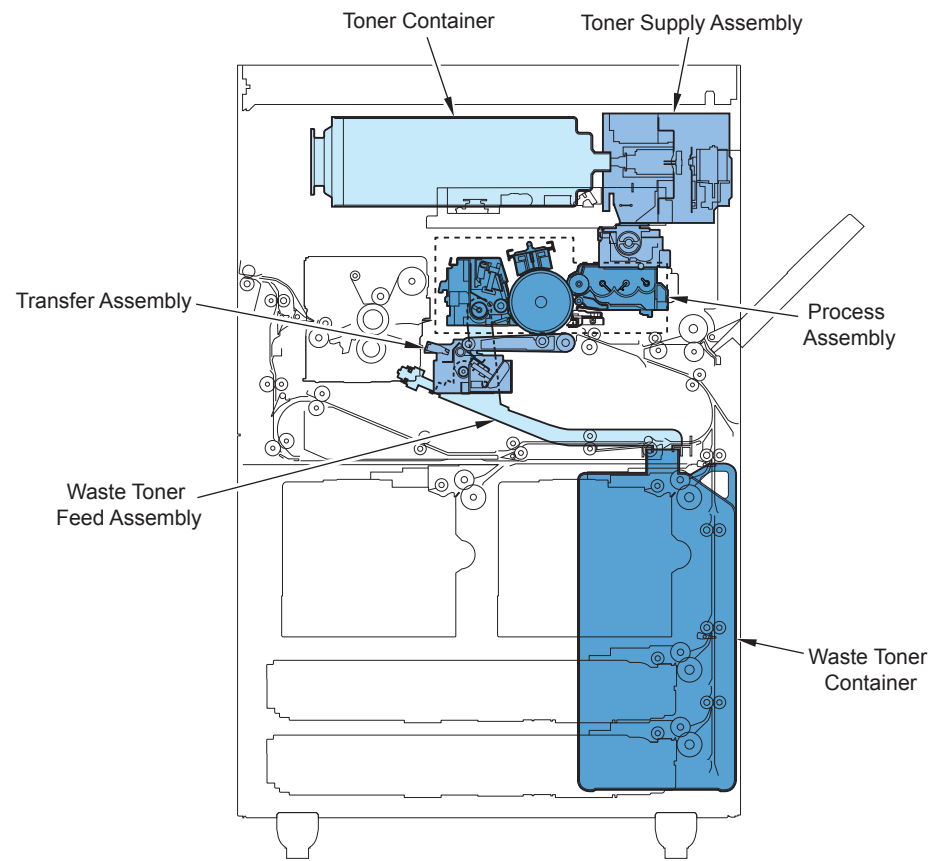 Toner Container
Toner Supply Assembly
Transfer Assembly
Process
Assembly
Waste Toner
Feed Assembly
Waste Toner
Container